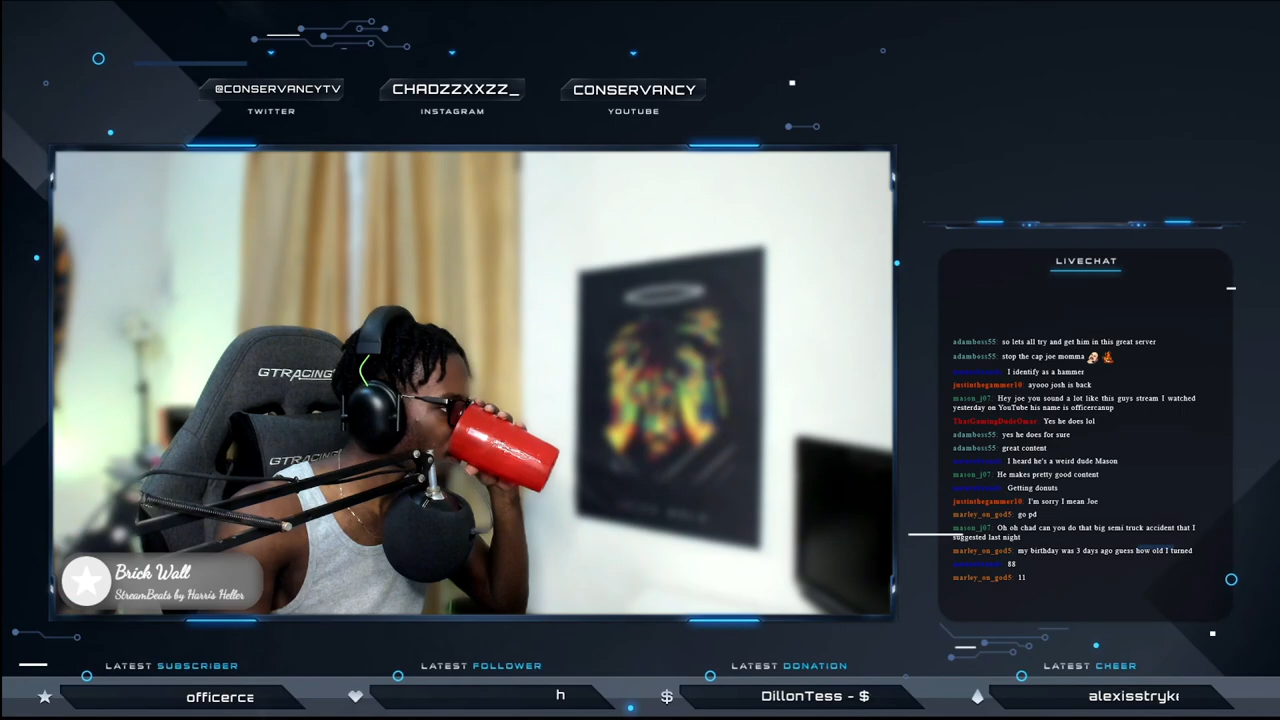 @CONSERVANCYTV
TWITTER
CHADZZXXZZ_
INSTAGRAM
CONSERVANCY
YOUTUBE
GTRACING
GTRACING
Brick Wall
StreamBeats by Harris Heller
LIVECHAT
adamboss55: so lets all try and get him in this great server
adamboss55: stop the cap joe momma
I identify as a hammer
justinthegammer10: ayooo josh is back
mason_j07: Hey joe you sound a lot like this guys stream I watched
yesterday on YouTube his name is officercanup
ThatGamingDudeOmar: Yes he does lol
adamboss55: yes he does for sure
adamboss55: great content
I heard he's a weird dude Mason
mason_j07: He makes pretty good content
Getting donuts
justinthegammer10: I'm sorry I mean Joe
marley_on_god5: go pd
mason_j07: Oh oh chad can you do that big semi truck accident that I
suggested last night
marley_on_god5: my birthday was 3 days ago guess how old I turned
88
marley_on_god5: 11
LATEST SUBSCRIBER
officerca
LATEST FOLLOWER
h
LATEST DONATION
DillonTess - $
LATEST CHEER
alexisstryk